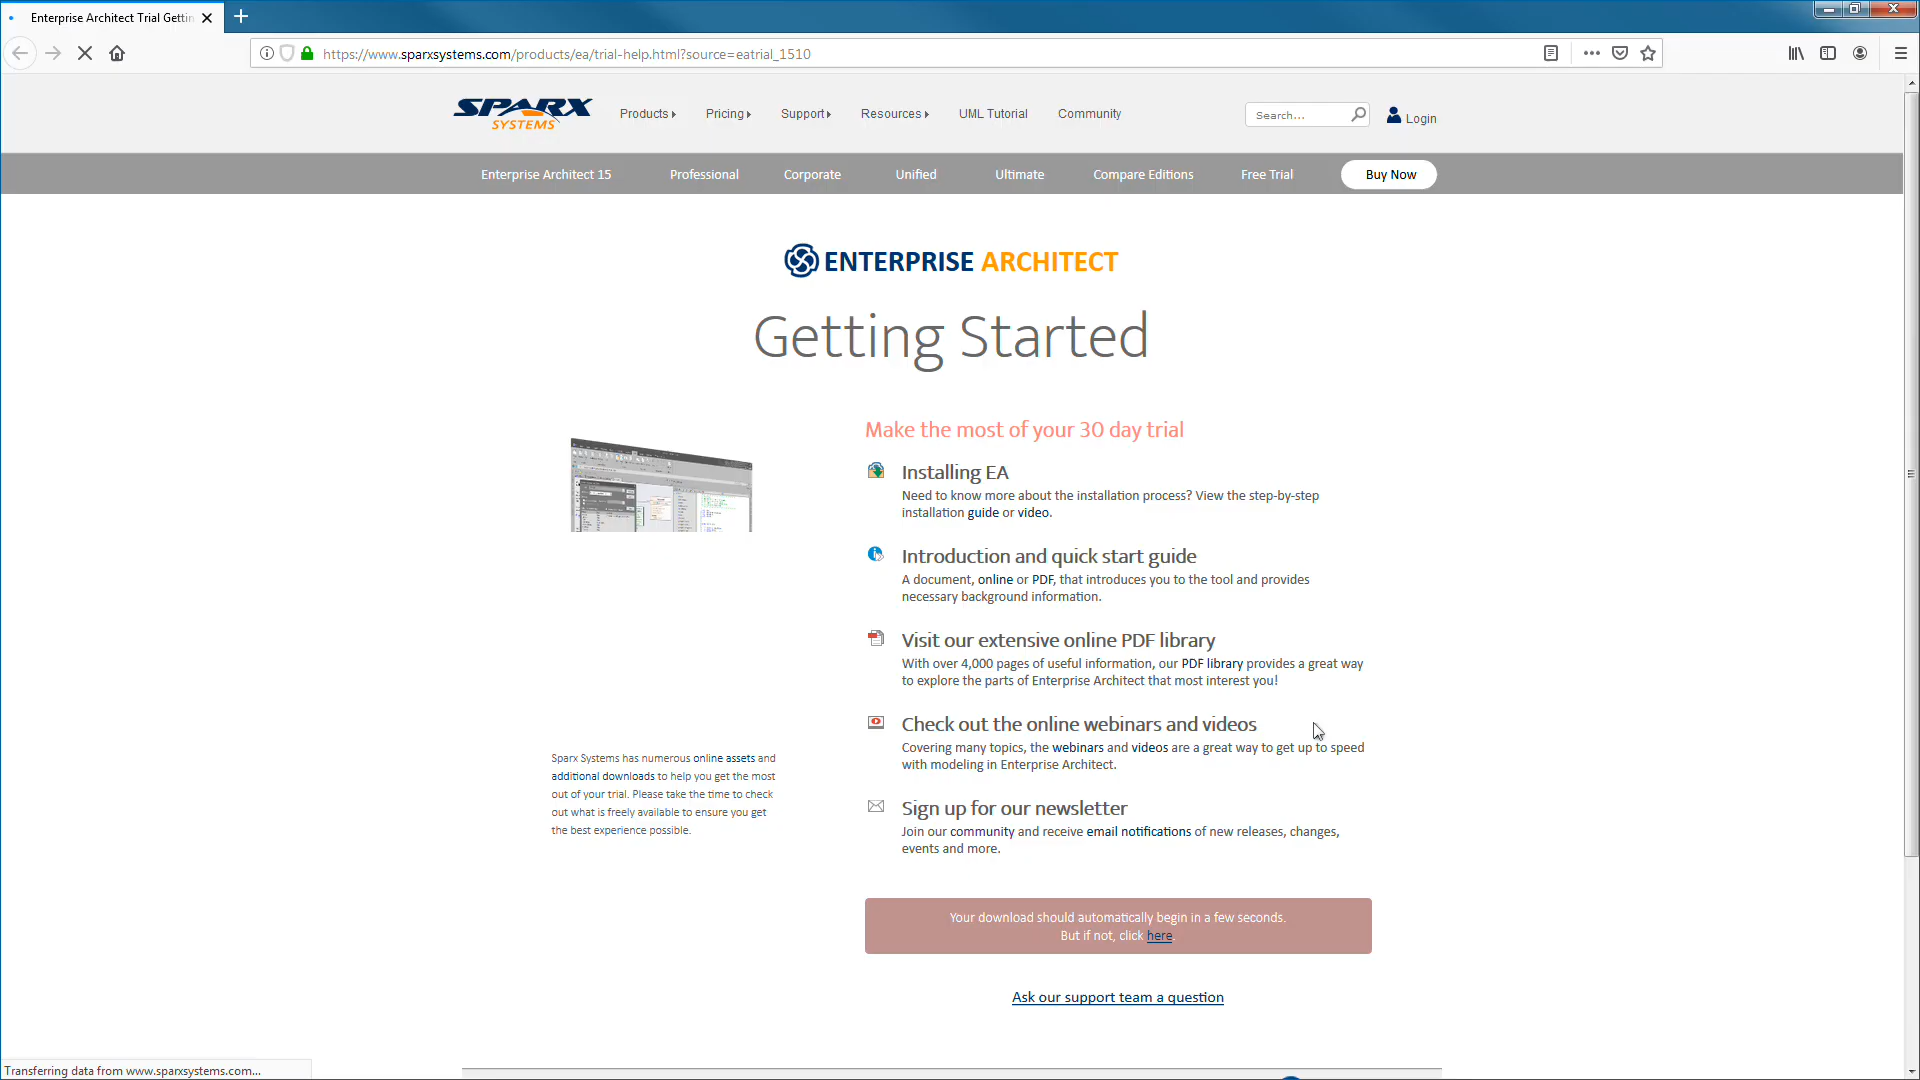 Enterprise Architect Trial Gettin
https://www.sparxsystems.com/products/ea/trial-help.html?source=eatrial_1510
SPARX
SYSTEMS
Products
Pricing
Support
Resources
UML Tutorial
Community
Search...
Login
Enterprise Architect 15
Professional
Corporate
Unified
Ultimate
Compare Editions
Free Trial
Buy Now
ENTERPRISE ARCHITECT
Getting Started
Make the most of your 30 day trial
Installing EA
Need to know more about the installation process? View the step-by-step
installation guide or video.
Introduction and quick start guide
A document, online or PDF, that introduces you to the tool and provides
necessary background information.
Visit our extensive online PDF library
With over 4,000 pages of useful information, our PDF library provides a great way
to explore the parts of Enterprise Architect that most interest you!
Check out the online webinars and videos
Covering many topics, the webinars and videos are a great way to get up to speed
with modeling in Enterprise Architect.
Sparx Systems has numerous online assets and
additional downloads to help you get the most
out of your trial. Please take the time to check
out what is freely available to ensure you get
the best experience possible.
Sign up for our newsletter
Join our community and receive email notifications of new releases, changes,
events and more.
Your download should automatically begin in a few seconds.
But if not, click here
Ask our support team a question
Transferring data from www.sparxsystems.com...